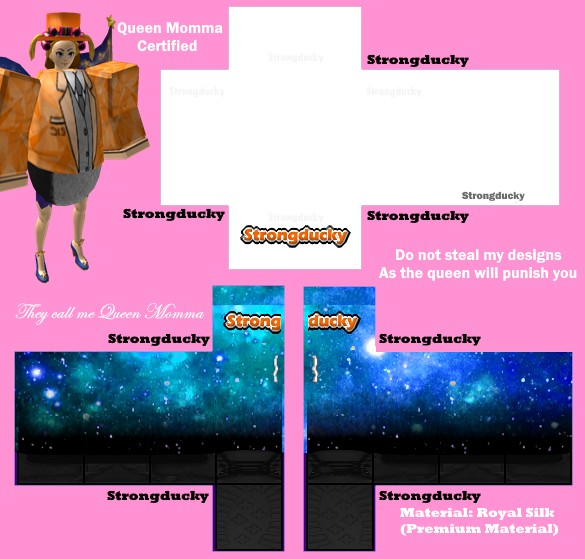 Queen Momma
Certified
Strongducky
Strongducky
Strongducky
Strongducky
Strongducky
Strongducky
Strongducky
Strongducky
Strongducky
Do not steal my designs
As the queen will punish you
They call me Queen Momma
Strong ducky
Strongducky
Strongducky
Strongducky
Strongducky
Material: Royal Silk
(Premium Material)